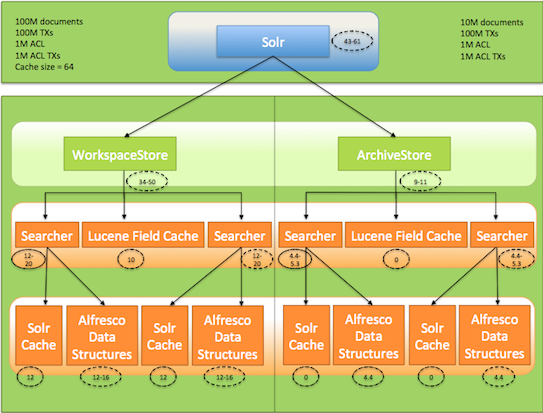 100M documents
100M TXs
1M ACL
1M ACL TXs
Cache size = 64
Solr
43-61
10M documents
100M TXs
1M ACL
1M ACL TXs
WorkspaceStore
ArchiveStore
34-50
9-11
Searcher
Lucene Field Cache
Searcher
Searcher
Lucene Field Cache
Searcher
12-
20
10
12-
20
4.4-
5.3
0
4.4-
5.3
Solr
Cache
Alfresco
Data
Structures
Solr
Cache
Alfresco
Data
Structures
Solr
Cache
Alfresco
Data
Structures
Solr
Cache
Alfresco
Data
Structures
12
12-16
12
12-16
0
4.4
0
4.4